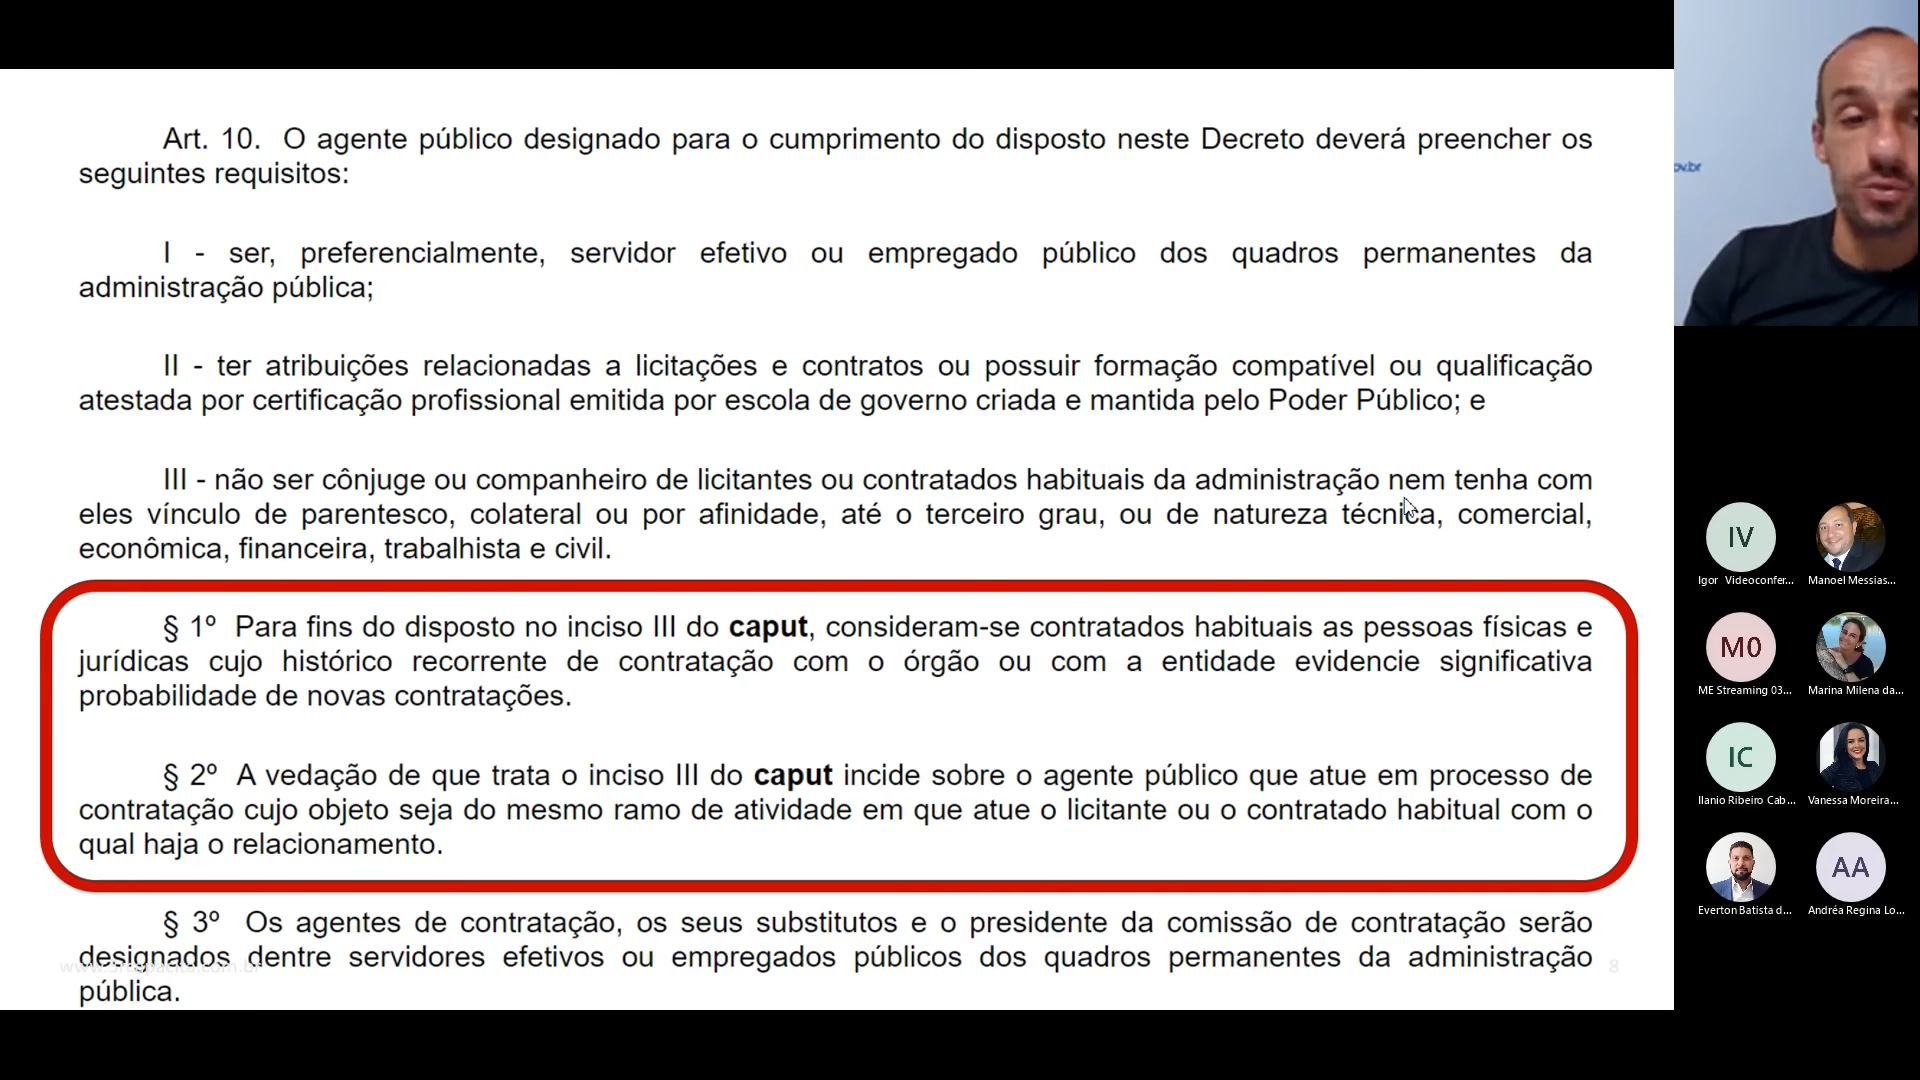 Art. 10. O agente público designado para o cumprimento do disposto neste Decreto deverá preencher os
seguintes requisitos:
I - ser, preferencialmente, servidor efetivo ou empregado público dos quadros permanentes da
administração pública;
II - ter atribuições relacionadas a licitações e contratos ou possuir formação compatível ou qualificação
atestada por certificação profissional emitida por escola de governo criada e mantida pelo Poder Público; e
III - não ser cônjuge ou companheiro de licitantes ou contratados habituais da administração nem tenha com
eles vínculo de parentesco, colateral ou por afinidade, até o terceiro grau, ou de natureza técnica, comercial,
econômica, financeira, trabalhista e civil.
§ 1º Para fins do disposto no inciso III do caput, consideram-se contratados habituais as pessoas físicas e
jurídicas cujo histórico recorrente de contratação com o órgão ou com a entidade evidencie significativa
probabilidade de novas contratações.
§ 2º A vedação de que trata o inciso III do caput incide sobre o agente público que atue em processo de
contratação cujo objeto seja do mesmo ramo de atividade em que atue o licitante ou o contratado habitual com o
qual haja o relacionamento.
§ 3º Os agentes de contratação, os seus substitutos e o presidente da comissão de contratação serão
designados dentre servidores efetivos ou empregados públicos dos quadros permanentes da administração
pública.
8
ov.br
IV
Igor Videoconfer...
Manoel Messias...
M0
ME Streaming 03...
Marina Milena da...
IC
Ilanio Ribeiro Cab...
Vanessa Moreira...
Everton Batista d...
AA
Andréa Regina Lo...